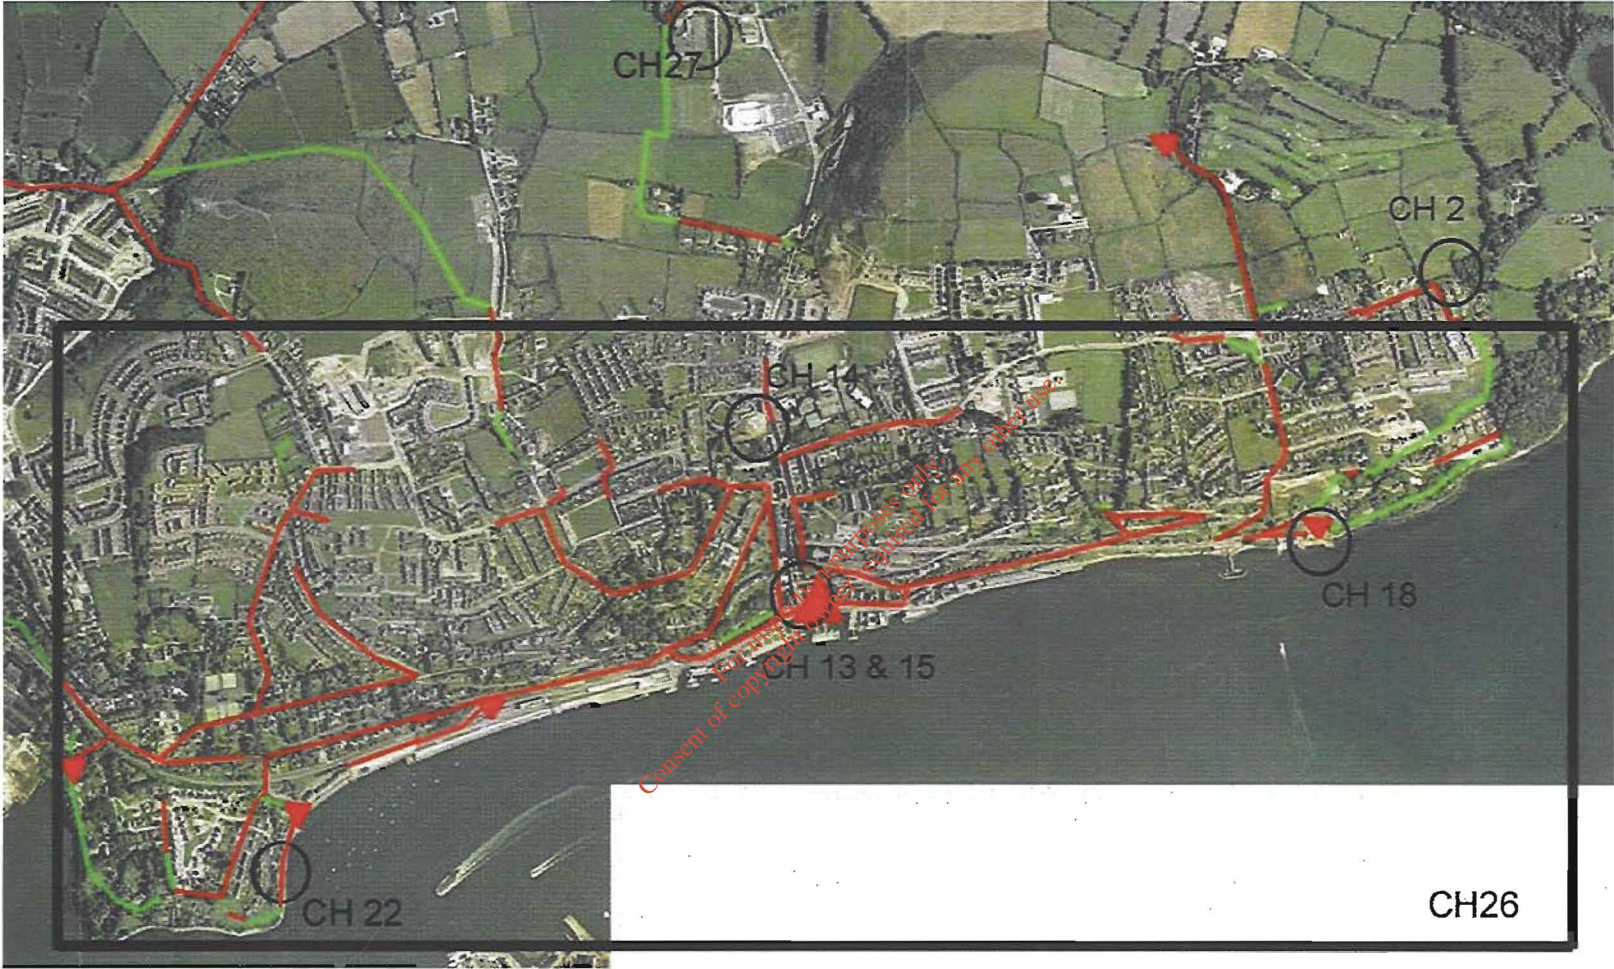 CH27
CH 2
CH 14
For inspection purposes only.
Consent of copyright owner required for any other use.
CH 13 & 15
CH 18
CH 22
CH26